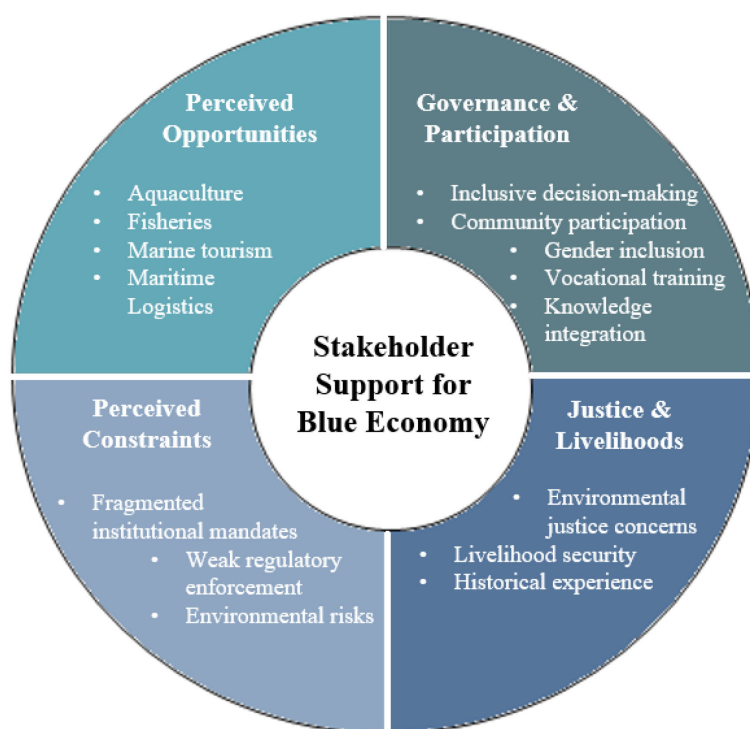 Perceived
Opportunities
• Aquaculture
• Fisheries
• Marine tourism
• Maritime
Logistics
Governance &
Participation
• Inclusive decision-making
• Community participation
• Gender inclusion
• Vocational training
• Knowledge
integration
Stakeholder
Support for
Blue Economy
Perceived
Constraints
• Fragmented
institutional mandates
• Weak regulatory
enforcement
• Environmental risks
Justice &
Livelihoods
• Environmental
justice concerns
• Livelihood security
• Historical experience